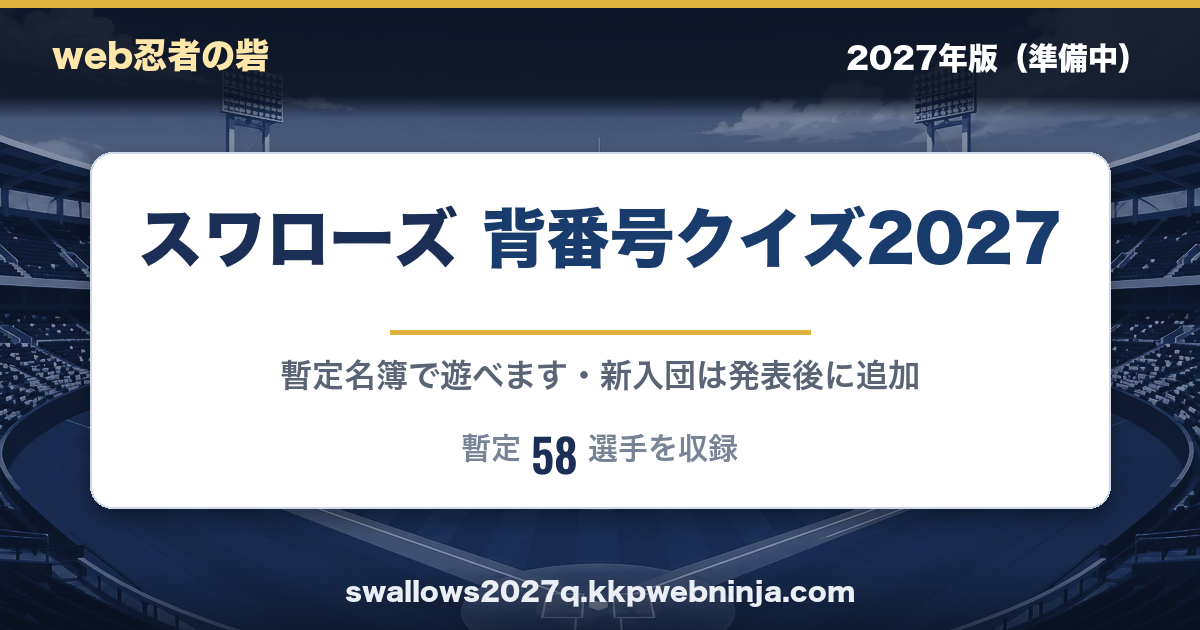 web忍者の砦
2027年版（準備中）
スワローズ 背番号クイズ2027
暫定名簿で遊べます・新入団は発表後に追加
暫定 58 選手を収録
swallows2027q.kkpwebninja.com